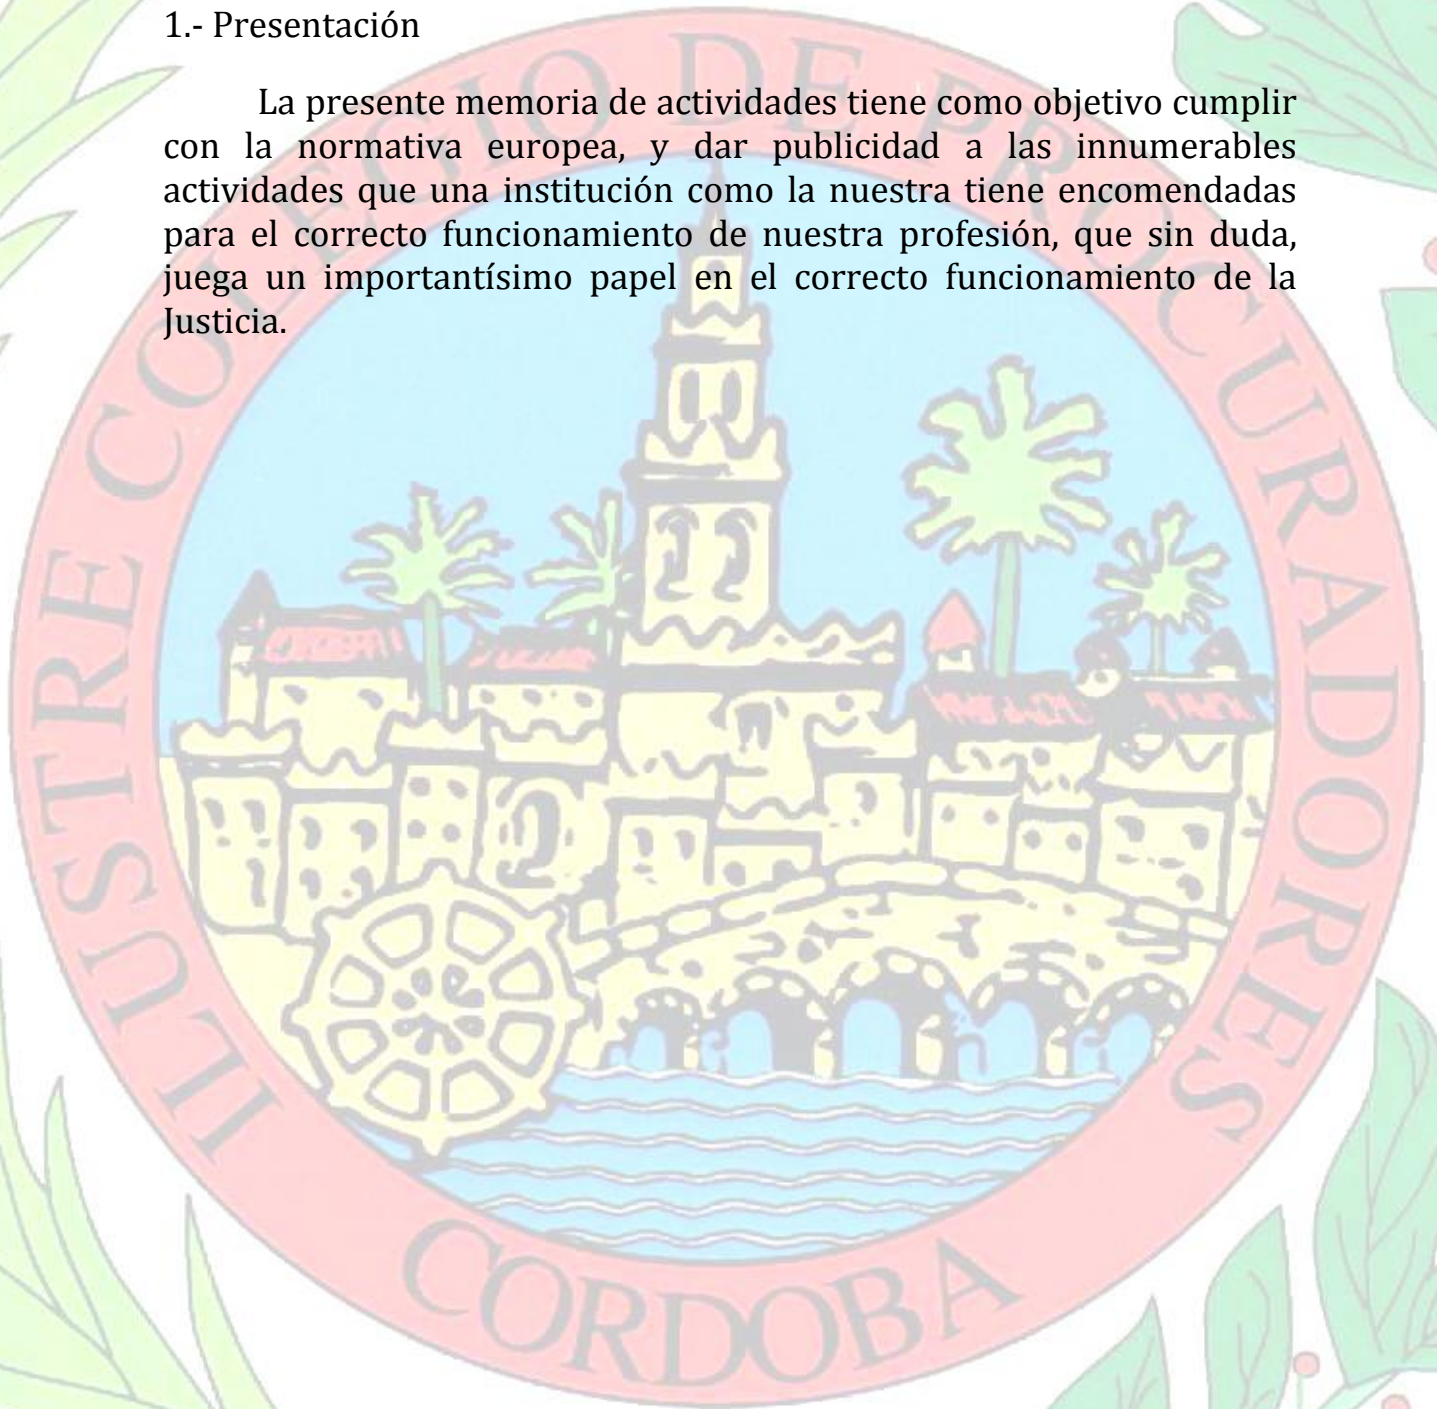 1.- Presentación
La presente memoria de actividades tiene como objetivo cumplir
con la normativa europea, y dar publicidad a las innumerables
actividades que una institución como la nuestra tiene encomendadas
para el correcto funcionamiento de nuestra profesión, que sin duda,
juega un importantísimo papel en el correcto funcionamiento de la
Justicia.
ILUSTRE COLEGIO DE PROCURADORES
CORDOBA